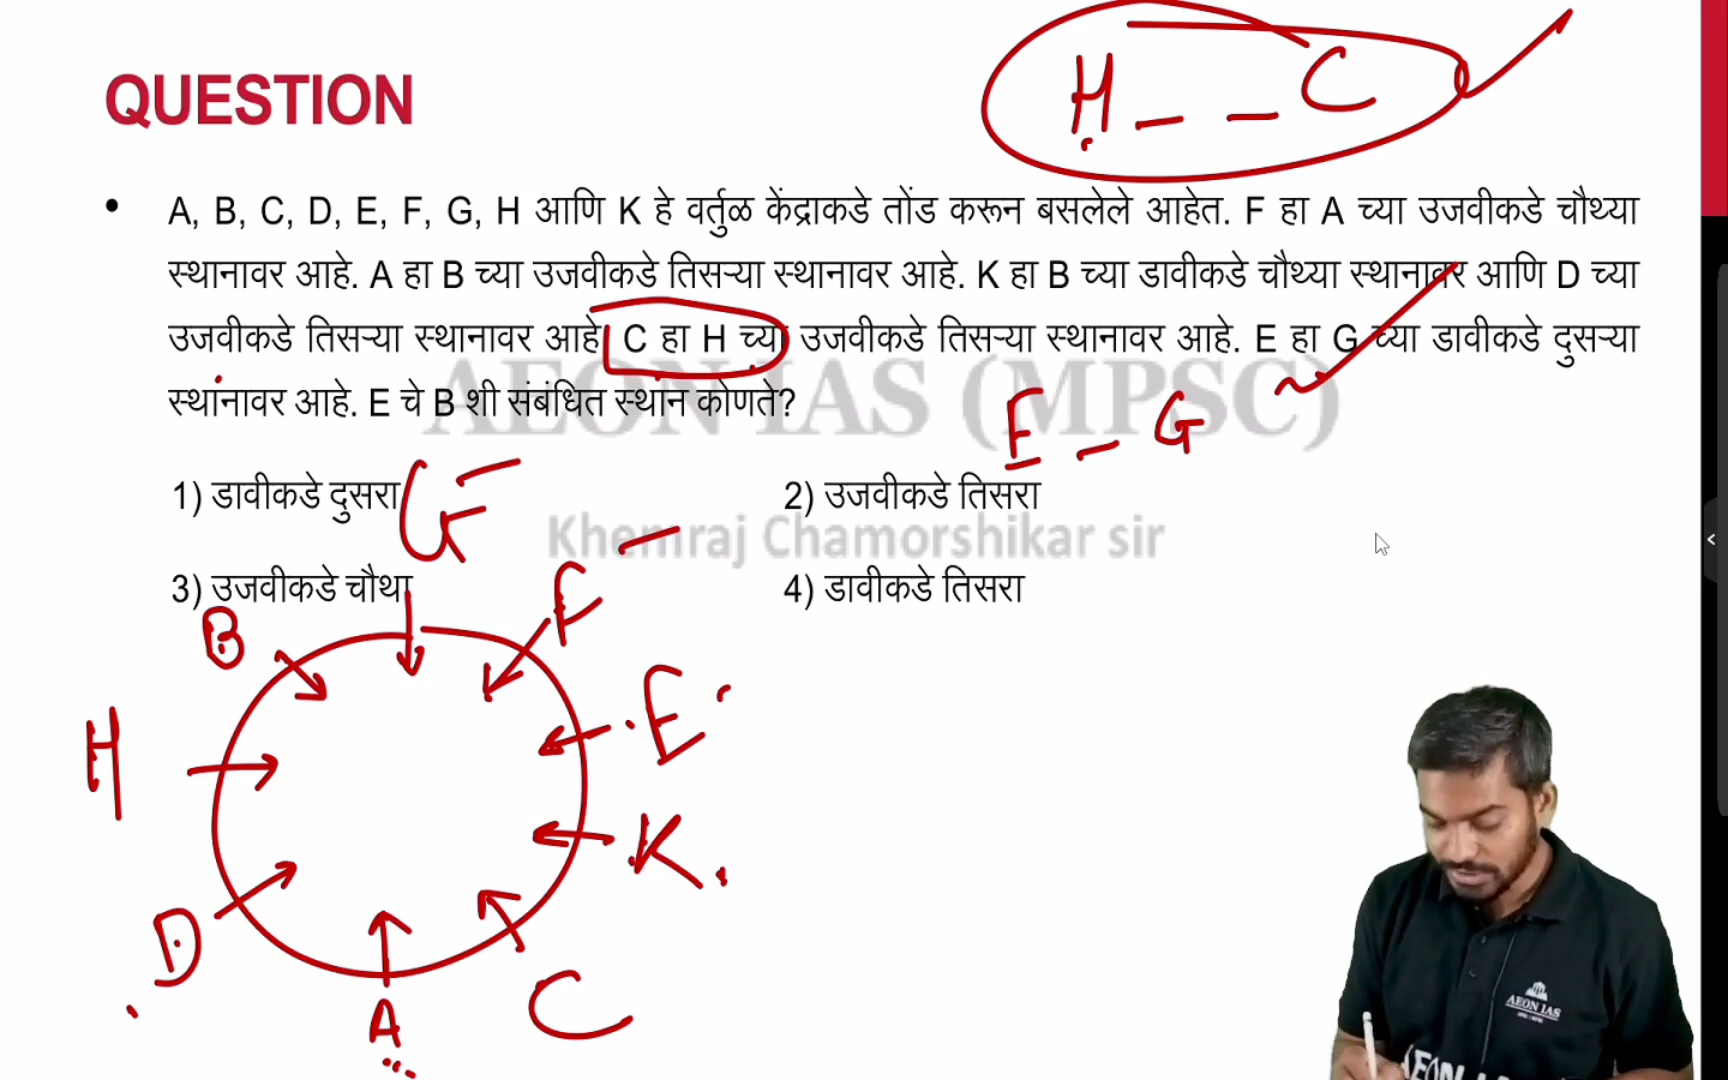 H _ _ C
QUESTION
• A, B, C, D, E, F, G, H आणि K हे वर्तुळ केंद्राकडे तोंड करून बसलेले आहेत. F हा A च्या उजवीकडे चौथ्या
स्थानावर आहे. A हा B च्या उजवीकडे तिसऱ्या स्थानावर आहे. K हा B च्या डावीकडे चौथ्या स्थानावर आणि D च्या
उजवीकडे तिसऱ्या स्थानावर आहे. C हा H च्या उजवीकडे तिसऱ्या स्थानावर आहे. E हा G च्या डावीकडे दुसऱ्या
स्थानावर आहे. E चे B शी संबंधित स्थान कोणते?
AEON IAS (MPSC)
E _ G
1) डावीकडे दुसरा
2) उजवीकडे तिसरा
Khemraj Chamorshikar sir
3) उजवीकडे चौथा
4) डावीकडे तिसरा
G
F
B
E
H
K
D
C
A
AEON IAS